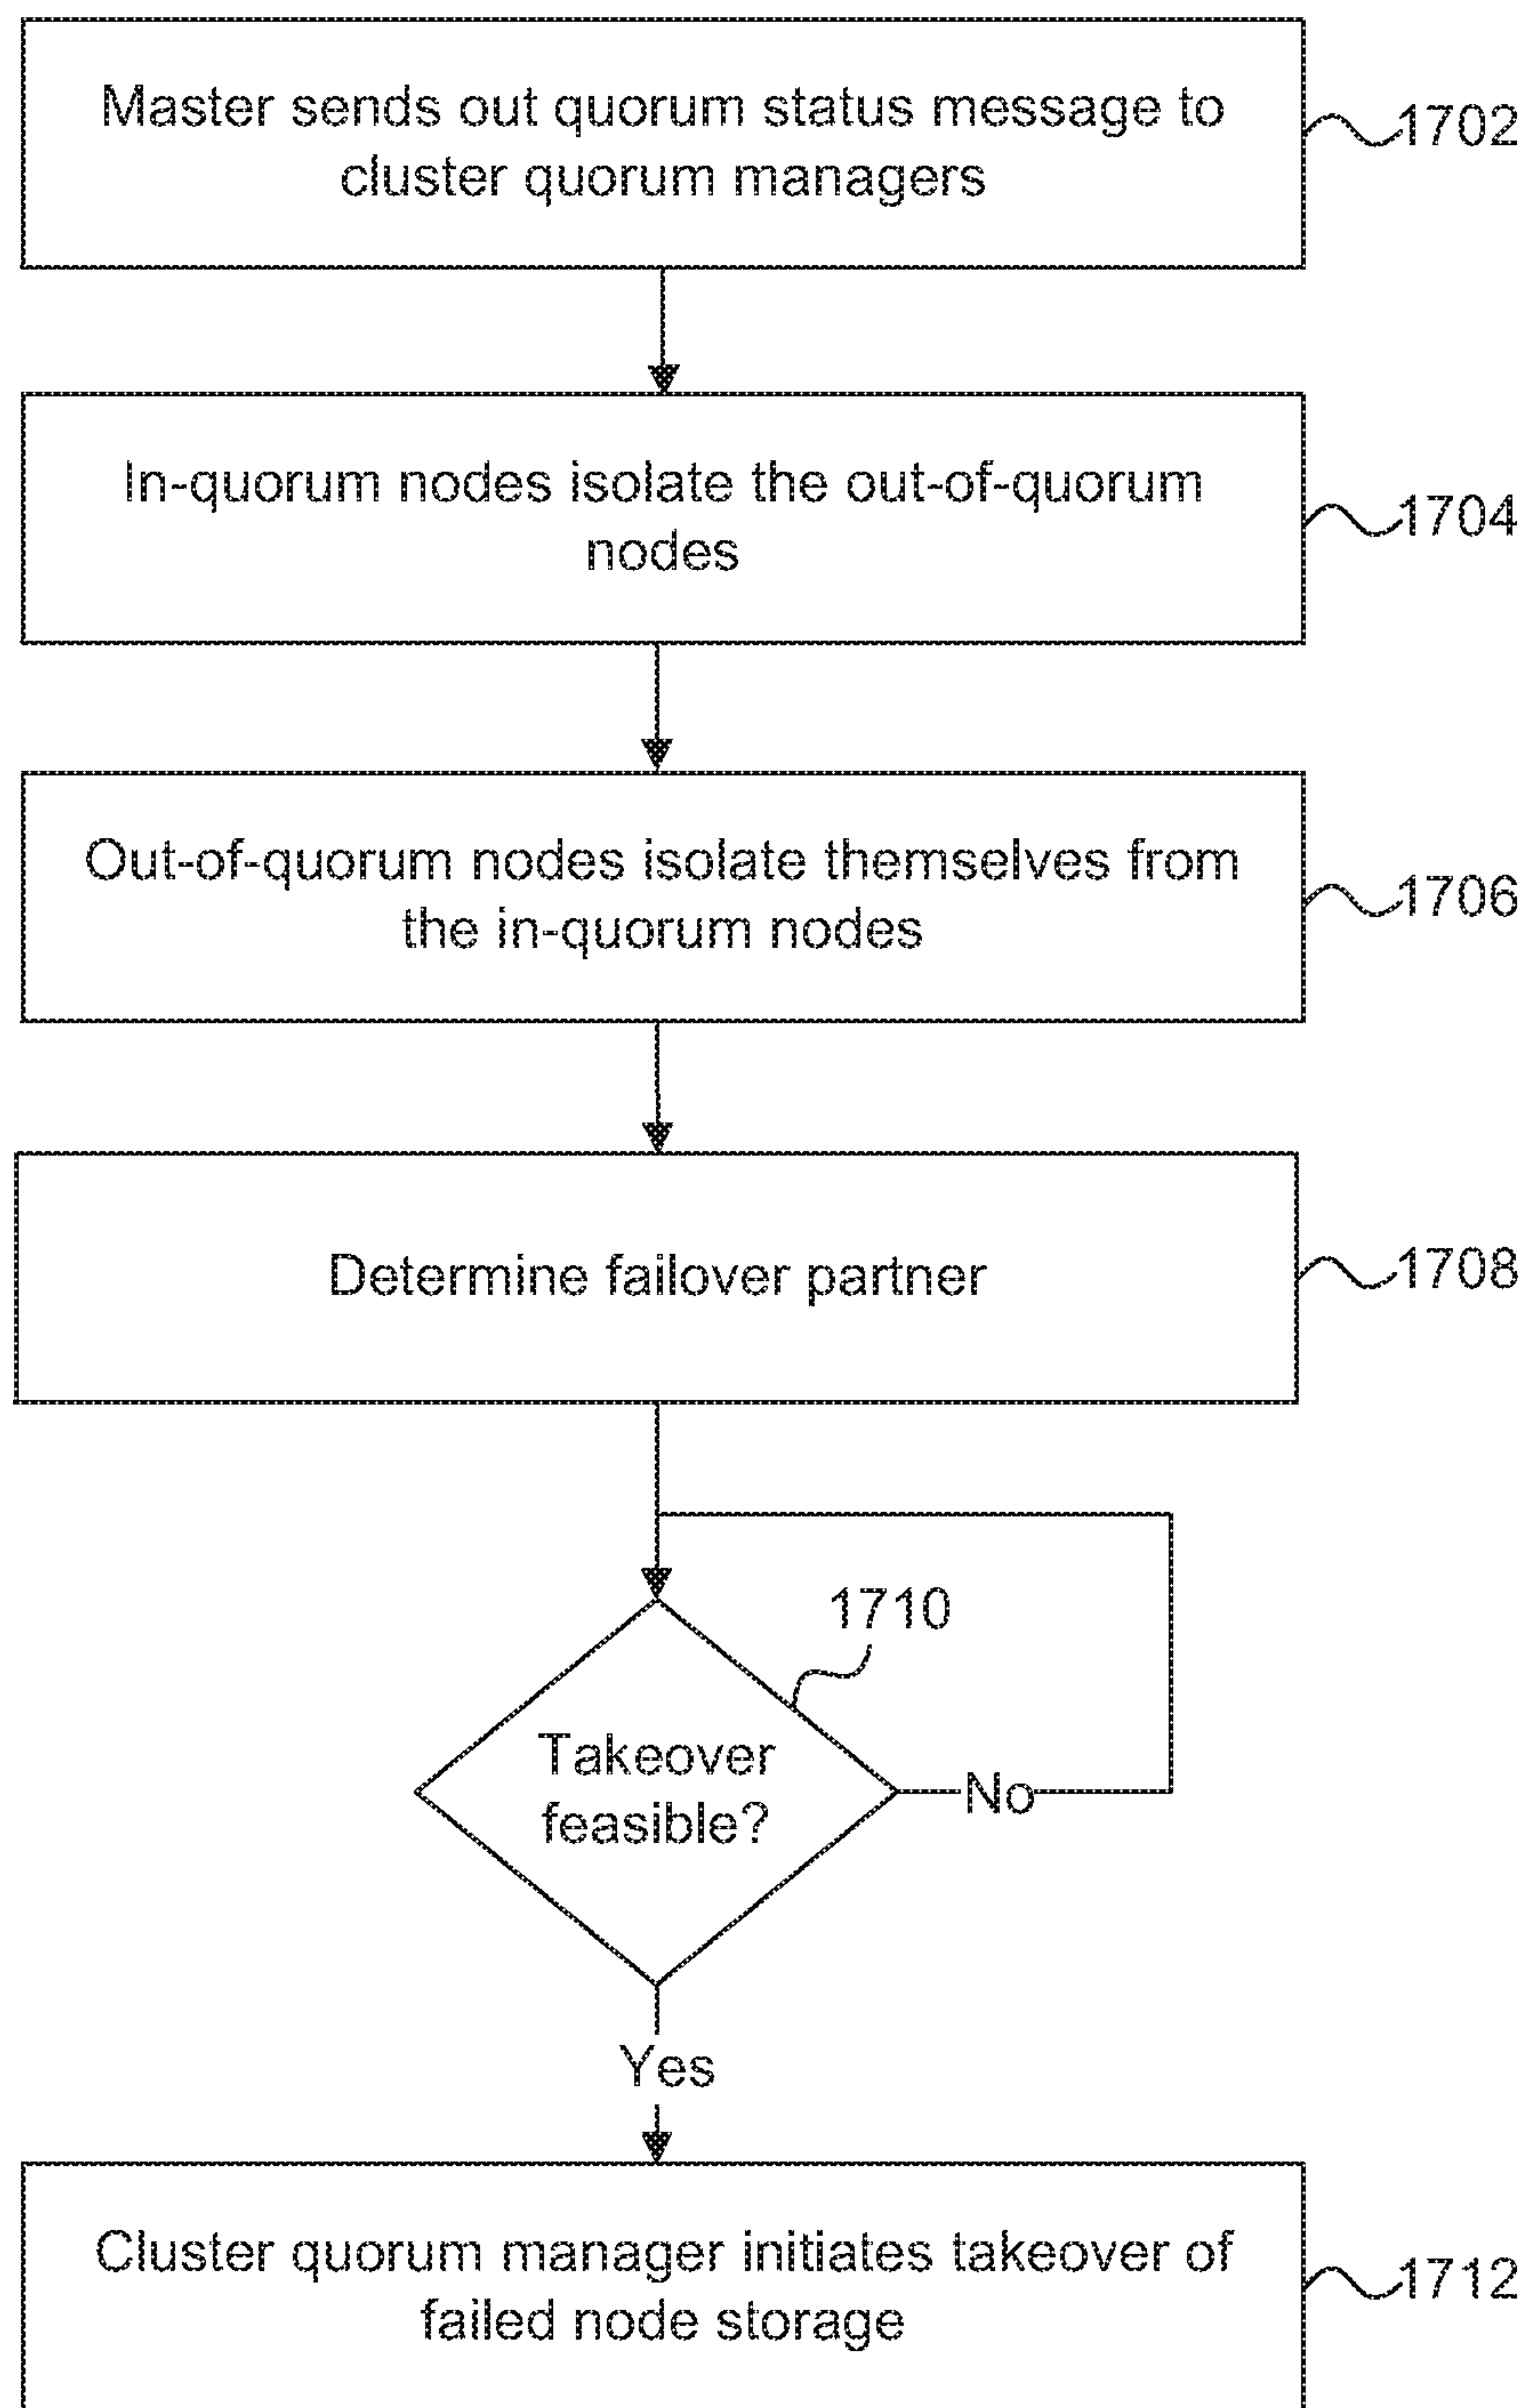 Master sends out quorum status message to
cluster quorum managers
1702
In-quorum nodes isolate the out-of-quorum
nodes
1704
Out-of-quorum nodes isolate themselves from
the in-quorum nodes
1706
Determine failover partner
1708
1710
Takeover
feasible?
No
Yes
Cluster quorum manager initiates takeover of
failed node storage
1712